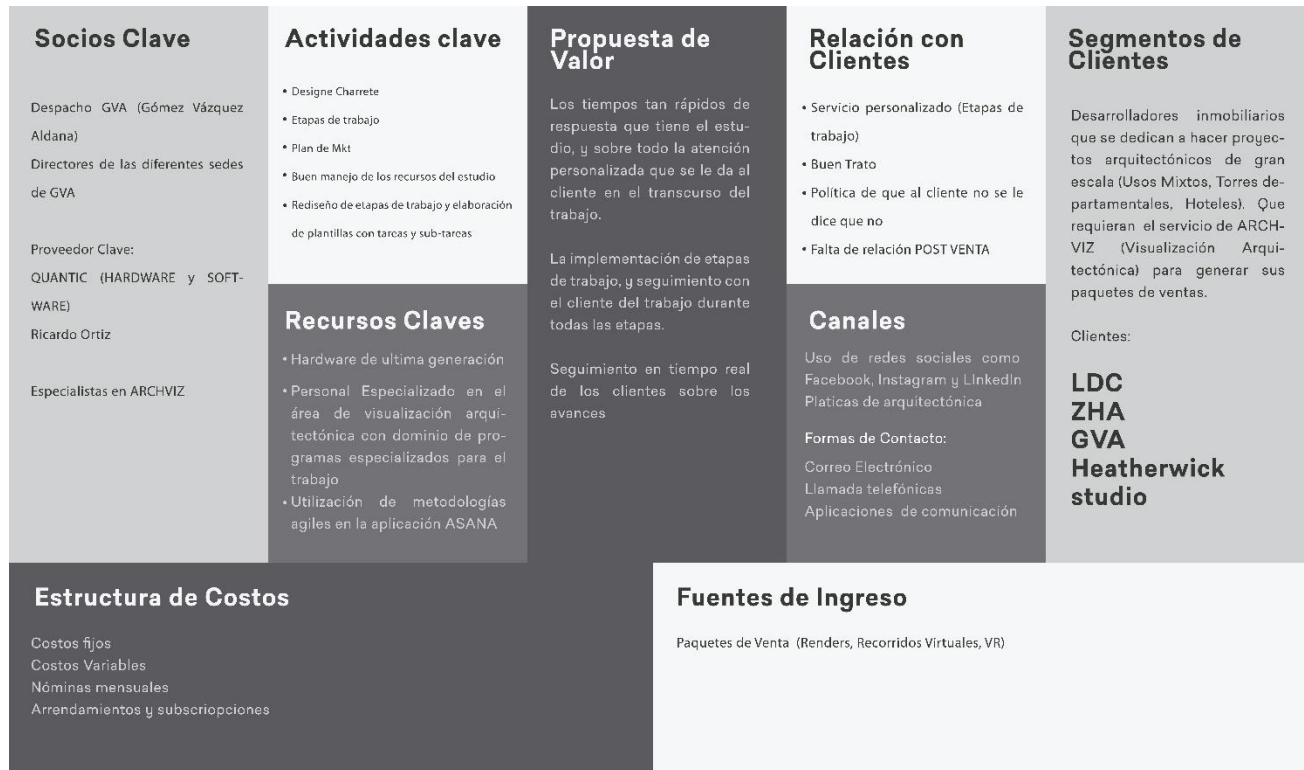 Socios Clave
Despacho GVA (Gómez Vázquez
Aldana)
Directores de las diferentes sedes
de GVA
Proveedor Clave:
QUANTIC (HARDWARE y SOFT-
WARE)
Ricardo Ortiz
Especialistas en ARCHVIZ
Actividades clave
• Designe Charrete
• Etapas de trabajo
• Plan de Mkt
• Buen manejo de los recursos del estudio
• Rediseño de etapas de trabajo y elaboración
de plantillas con tareas y sub-tareas
Recursos Claves
• Hardware de ultima generación
• Personal Especializado en el
área de visualización arqui-
tectónica con dominio de pro-
gramas especializados para el
trabajo
• Utilización de metodologías
agiles en la aplicación ASANA
Propuesta de
Valor
Los tiempos tan rápidos de
respuesta que tiene el estu-
dio, y sobre todo la atención
personalizada que se le da al
cliente en el transcurso del
trabajo.
La implementación de etapas
de trabajo, y seguimiento con
el cliente del trabajo durante
todas las etapas.
Seguimiento en tiempo real
de los clientes sobre los
avances
Relación con
Clientes
• Servicio personalizado (Etapas de
trabajo)
• Buen Trato
• Política de que al cliente no se le
dice que no
• Falta de relación POST VENTA
Canales
Uso de redes sociales como
Facebook, Instagram y LInkedIn
Platicas de arquitectónica
Formas de Contacto:
Correo Electrónico
Llamada telefónicas
Aplicaciones de comunicación
Segmentos de
Clientes
Desarrolladores inmobiliarios
que se dedican a hacer proyec-
tos arquitectónicos de gran
escala (Usos Mixtos, Torres de-
partamentales, Hoteles). Que
requieran el servicio de ARCH-
VIZ (Visualización Arqui-
tectónica) para generar sus
paquetes de ventas.
Clientes:
LDC
ZHA
GVA
Heatherwick
studio
Estructura de Costos
Costos fijos
Costos Variables
Nóminas mensuales
Arrendamientos y subscriopciones
Fuentes de Ingreso
Paquetes de Venta (Renders, Recorridos Virtuales, VR)